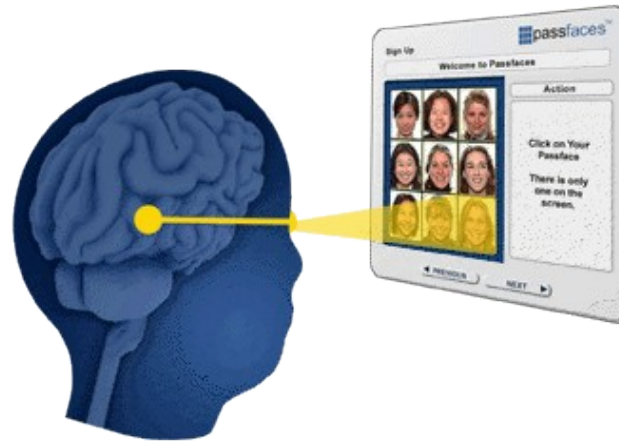 passfaces™
Sign Up
Welcome to Passfaces
Action
Click on Your
Passface
There is only
one on the
screen.
PREVIOUS
NEXT